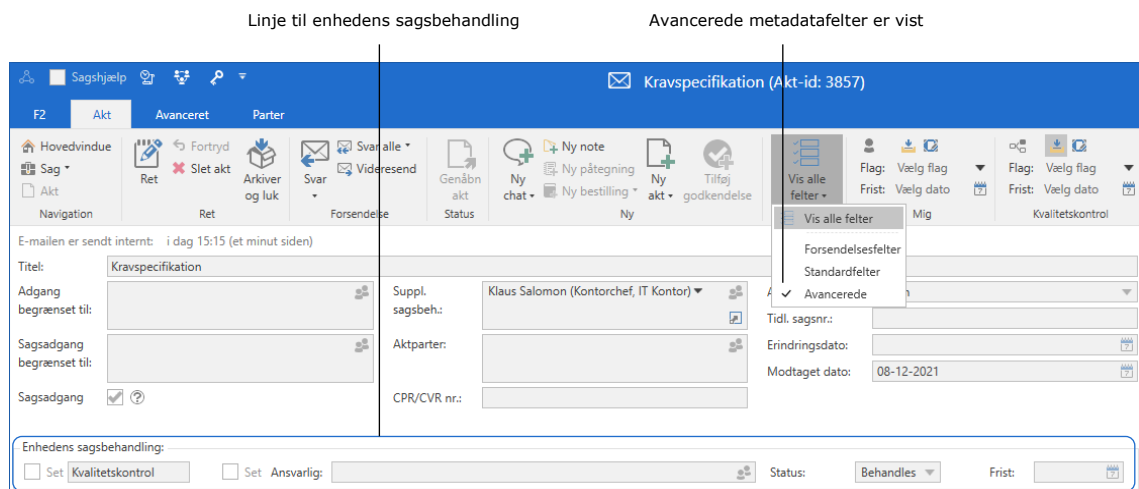 Linje til enhedens sagsbehandling Avancerede metadatafelter er vist
Sagshjælp Kravspecifikation (Akt-id: 3857)
F2 Akt Avanceret Parter
Hovedvindue
Sag
Akt
Navigation
Ret
Fortryd
Slet akt
Arkiver
og luk
Ret
Svar
Svar alle
Videresend
Forsendelse
Genåbn
akt
Status
Ny
chat
Ny note
Ny påtegning
Ny bestilling
Ny
akt
Tilføj
godkendelse
Ny
Vis alle
felter
Flag: Vælg flag
Frist: Vælg dato
Mig
Flag: Vælg flag
Frist: Vælg dato
Kvalitetskontrol
Vis alle felter
Forsendelsesfelter
Standardfelter
Avancerede
E-mailen er sendt internt: i dag 15:15 (et minut siden)
Titel: Kravspecifikation
Adgang
begrænset til:
Suppl.
sagsbeh.:
Klaus Salomon (Kontorchef, IT Kontor)
Tidl. sagsnr.:
Sagsadgang
begrænset til:
Aktparter:
Erindringsdato:
Modtaget dato: 08-12-2021
Sagsadgang
CPR/CVR nr.:
Enhedens sagsbehandling:
Set Kvalitetskontrol Set Ansvarlig: Status: Behandles Frist: